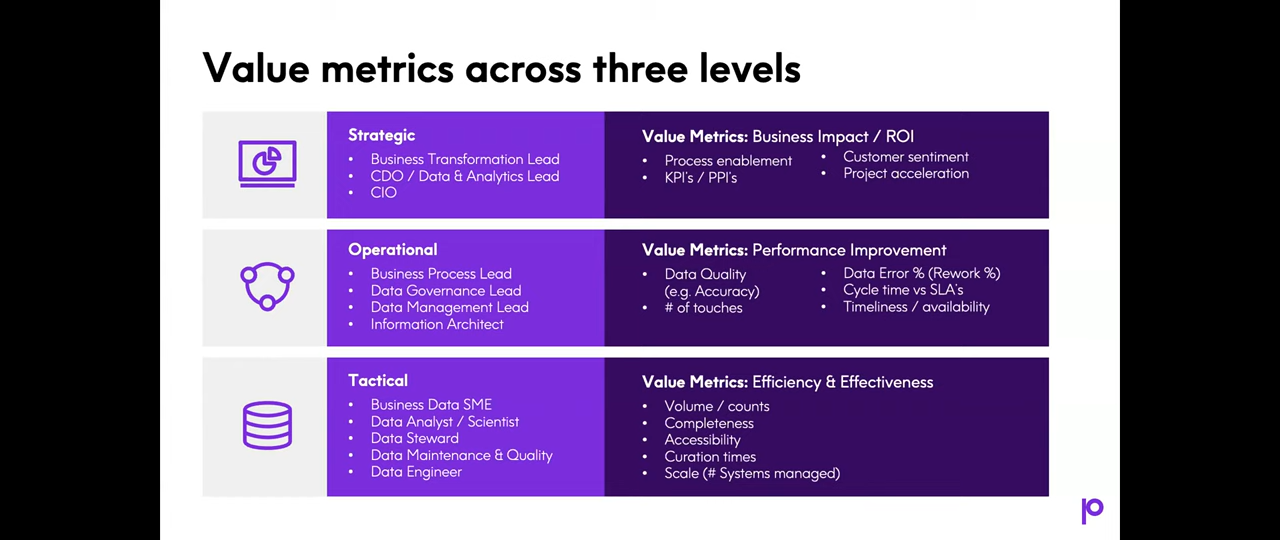 Value metrics across three levels
Strategic
• Business Transformation Lead
• CDO / Data & Analytics Lead
• CIO
Value Metrics: Business Impact / ROI
• Process enablement
• KPI's / PPI's
• Customer sentiment
• Project acceleration
Operational
• Business Process Lead
• Data Governance Lead
• Data Management Lead
• Information Architect
Value Metrics: Performance Improvement
• Data Quality
(e.g. Accuracy)
• # of touches
• Data Error % (Rework %)
• Cycle time vs SLA's
• Timeliness / availability
Tactical
• Business Data SME
• Data Analyst / Scientist
• Data Steward
• Data Maintenance & Quality
• Data Engineer
Value Metrics: Efficiency & Effectiveness
• Volume / counts
• Completeness
• Accessibility
• Curation times
• Scale (# Systems managed)